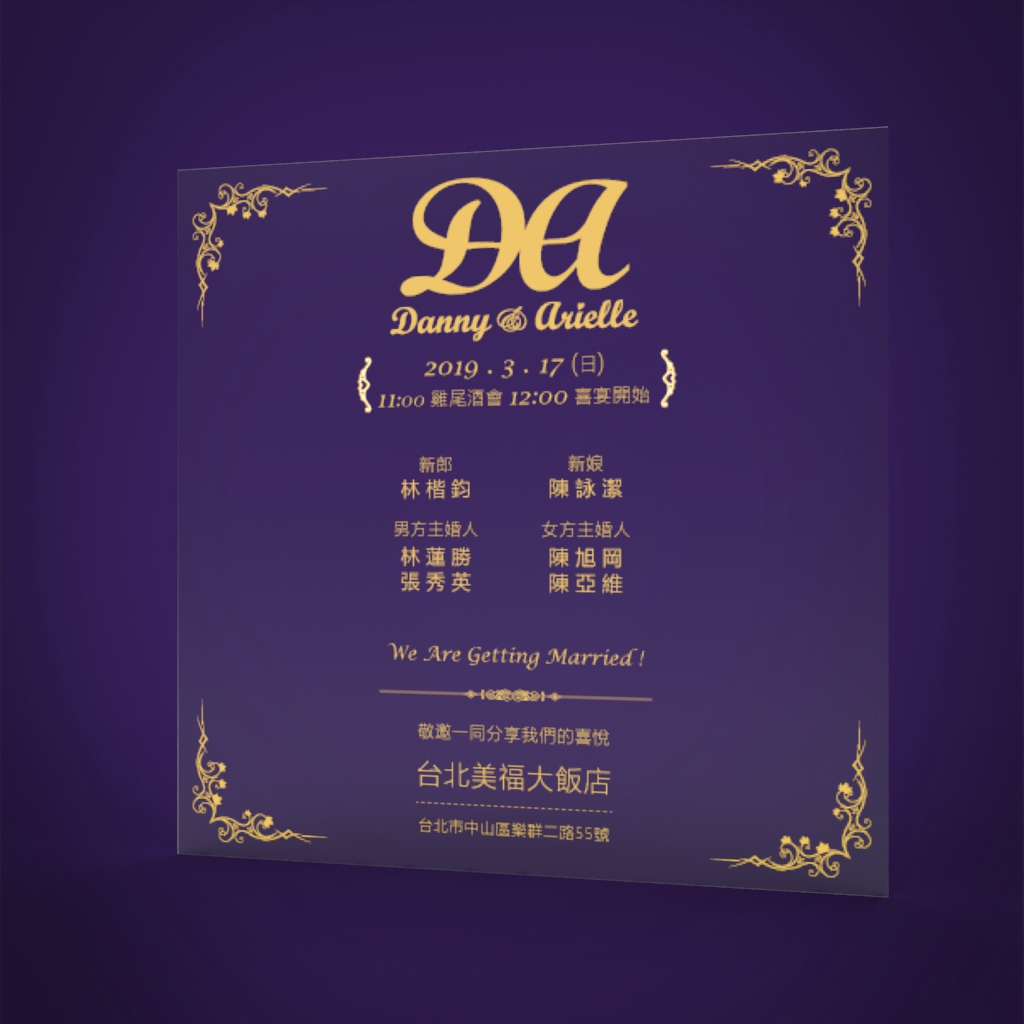 DA
Danny & Arielle
2019 . 3 . 17 (日)
11:00 雞尾酒會 12:00 喜宴開始
新郎 新娘
林楷鈞 陳詠潔
男方主婚人 女方主婚人
林蓮勝 陳旭岡
張秀英 陳亞維
We Are Getting Married !
敬邀一同分享我們的喜悅
台北美福大飯店
台北市中山區樂群二路55號